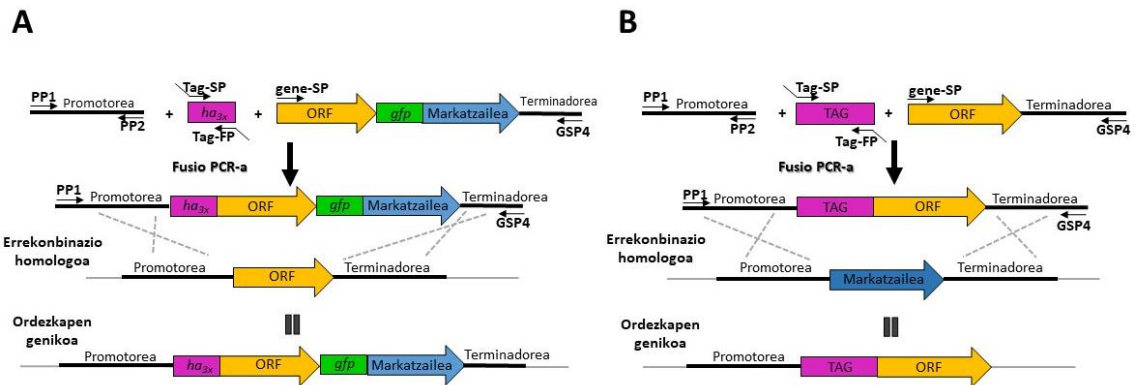 A
Tag-SP
gene-SP
PP1
Promotorea
PP2
+
ha3x
Tag-FP
+
ORF
gfp
Markatzailea
Terminadorea
GSP4
Fusio PCR-a
PP1
Promotorea
ha3x
ORF
gfp
Markatzailea
Terminadorea
GSP4
Errekonbinazio
homologoa
Promotorea
ORF
Terminadorea
Ordezkapen
genikoa
Promotorea
ha3x
ORF
gfp
Markatzailea
Terminadorea
B
Tag-SP
gene-SP
PP1
Promotorea
PP2
+
TAG
Tag-FP
+
ORF
Terminadorea
GSP4
Fusio PCR-a
PP1
Promotorea
TAG
ORF
Terminadorea
GSP4
Errekonbinazio
homologoa
Promotorea
Markatzailea
Terminadorea
Ordezkapen
genikoa
Promotorea
TAG
ORF